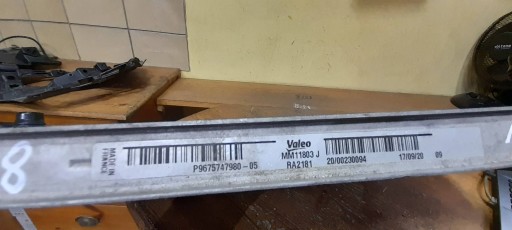 8
MADE IN
FRANCE
P9675747980-05
Valeo
MM11803 J
RA2181
20/00230094
17/09/20
09